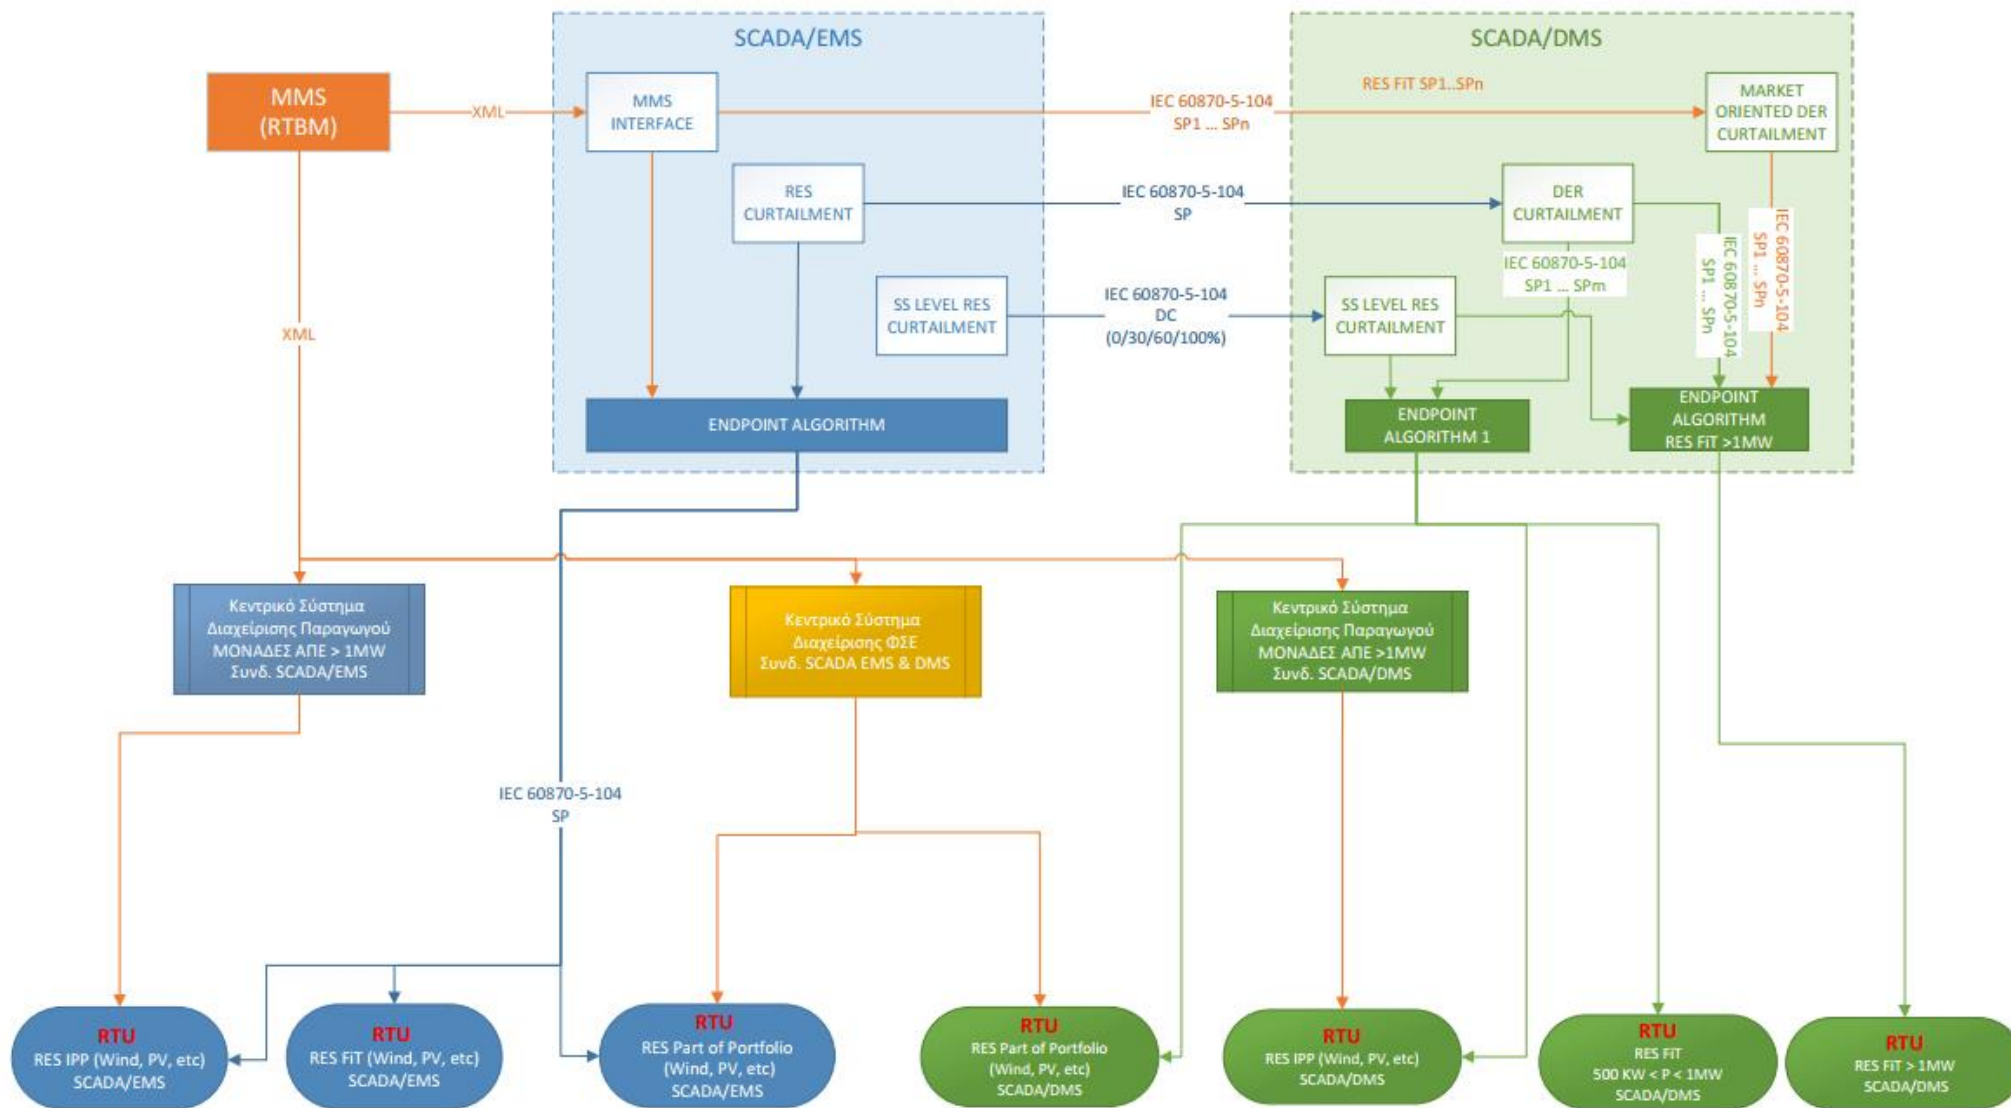 SCADA/EMS
SCADA/DMS
MMS
(RTBM)
XML
MMS
INTERFACE
IEC 60870-5-104
SP1 ... SPn
RES FiT SP1..SPn
MARKET
ORIENTED DER
CURTAILMENT
RES
CURTAILMENT
IEC 60870-5-104
SP
DER
CURTAILMENT
IEC 60870-5-104
SP1 ... SPm
IEC 60870-5-104
SP1 ... SPn
IEC 60870-5-104
SP1 ... SPn
SS LEVEL RES
CURTAILMENT
IEC 60870-5-104
DC
(0/30/60/100%)
SS LEVEL RES
CURTAILMENT
XML
ENDPOINT ALGORITHM
ENDPOINT
ALGORITHM 1
ENDPOINT
ALGORITHM
RES FiT >1MW
Κεντρικό Σύστημα
Διαχείρισης Παραγωγού
ΜΟΝΑΔΕΣ ΑΠΕ > 1MW
Συνδ. SCADA/EMS
Κεντρικό Σύστημα
Διαχείρισης ΦΣΕ
Συνδ. SCADA EMS & DMS
Κεντρικό Σύστημα
Διαχείρισης Παραγωγού
ΜΟΝΑΔΕΣ ΑΠΕ >1MW
Συνδ. SCADA/DMS
IEC 60870-5-104
SP
RTU
RES IPP (Wind, PV, etc)
SCADA/EMS
RTU
RES FiT (Wind, PV, etc)
SCADA/EMS
RTU
RES Part of Portfolio
(Wind, PV, etc)
SCADA/EMS
RTU
RES Part of Portfolio
(Wind, PV, etc)
SCADA/DMS
RTU
RES IPP (Wind, PV, etc)
SCADA/DMS
RTU
RES FiT
500 KW < P < 1MW
SCADA/DMS
RTU
RES FiT > 1MW
SCADA/DMS